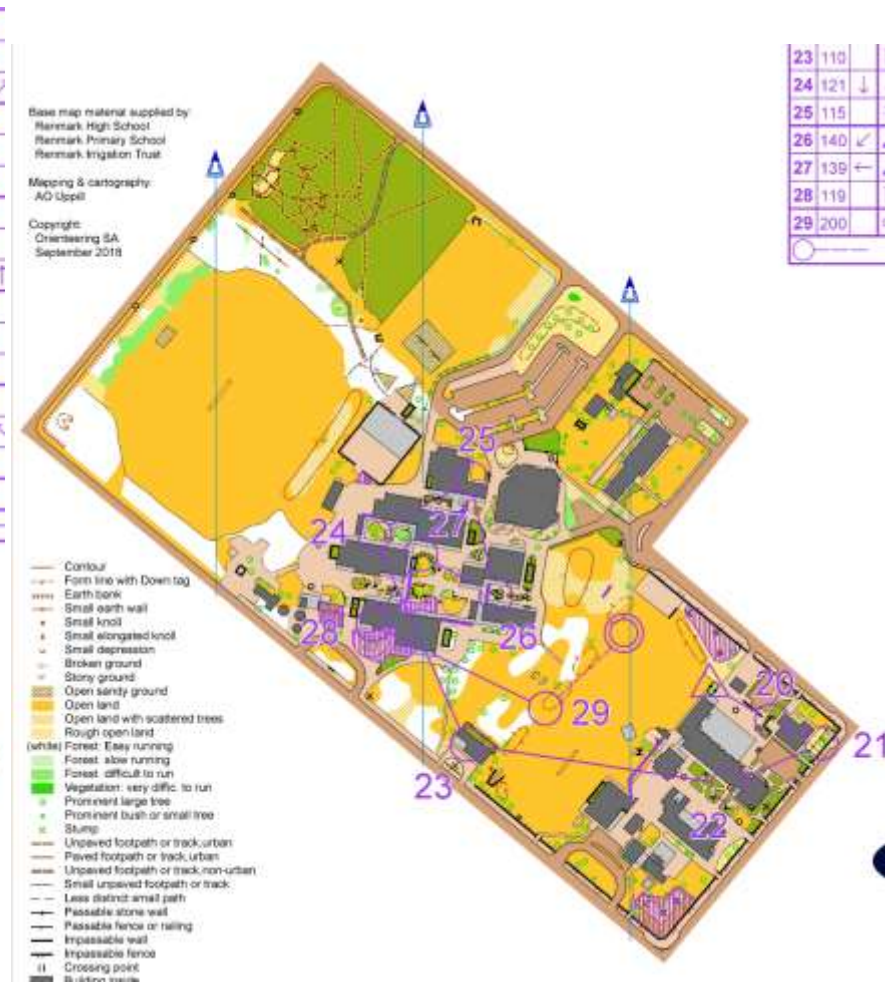 Base map material supplied by
Renmark High School
Renmark Primary School
Renmark Irrigation Trust
Mapping & cartography
AO Uppill
Copyright:
Orienteering SA
September 2018
23 110
24 121 ↓
25 115
26 140 ↙
27 139 ←
28 119
29 200
25
24
27
28
26
20
29
21
23
22
Contour
Form line with Down tag
Earth bank
Small earth wall
Small knoll
Small elongated knoll
Small depression
Broken ground
Stony ground
Open sandy ground
Open land
Open land with scattered trees
Rough open land
(white) Forest: Easy running
Forest: slow running
Forest: difficult to run
Vegetation: very diffic. to run
Prominent large tree
Prominent bush or small tree
Stump
Unpaved footpath or track, urban
Paved footpath or track, urban
Unpaved footpath or track, non-urban
Small unpaved footpath or track
Less distinct small path
Passable stone wall
Passable fence or railing
Impassable wall
Impassable fence
Crossing point